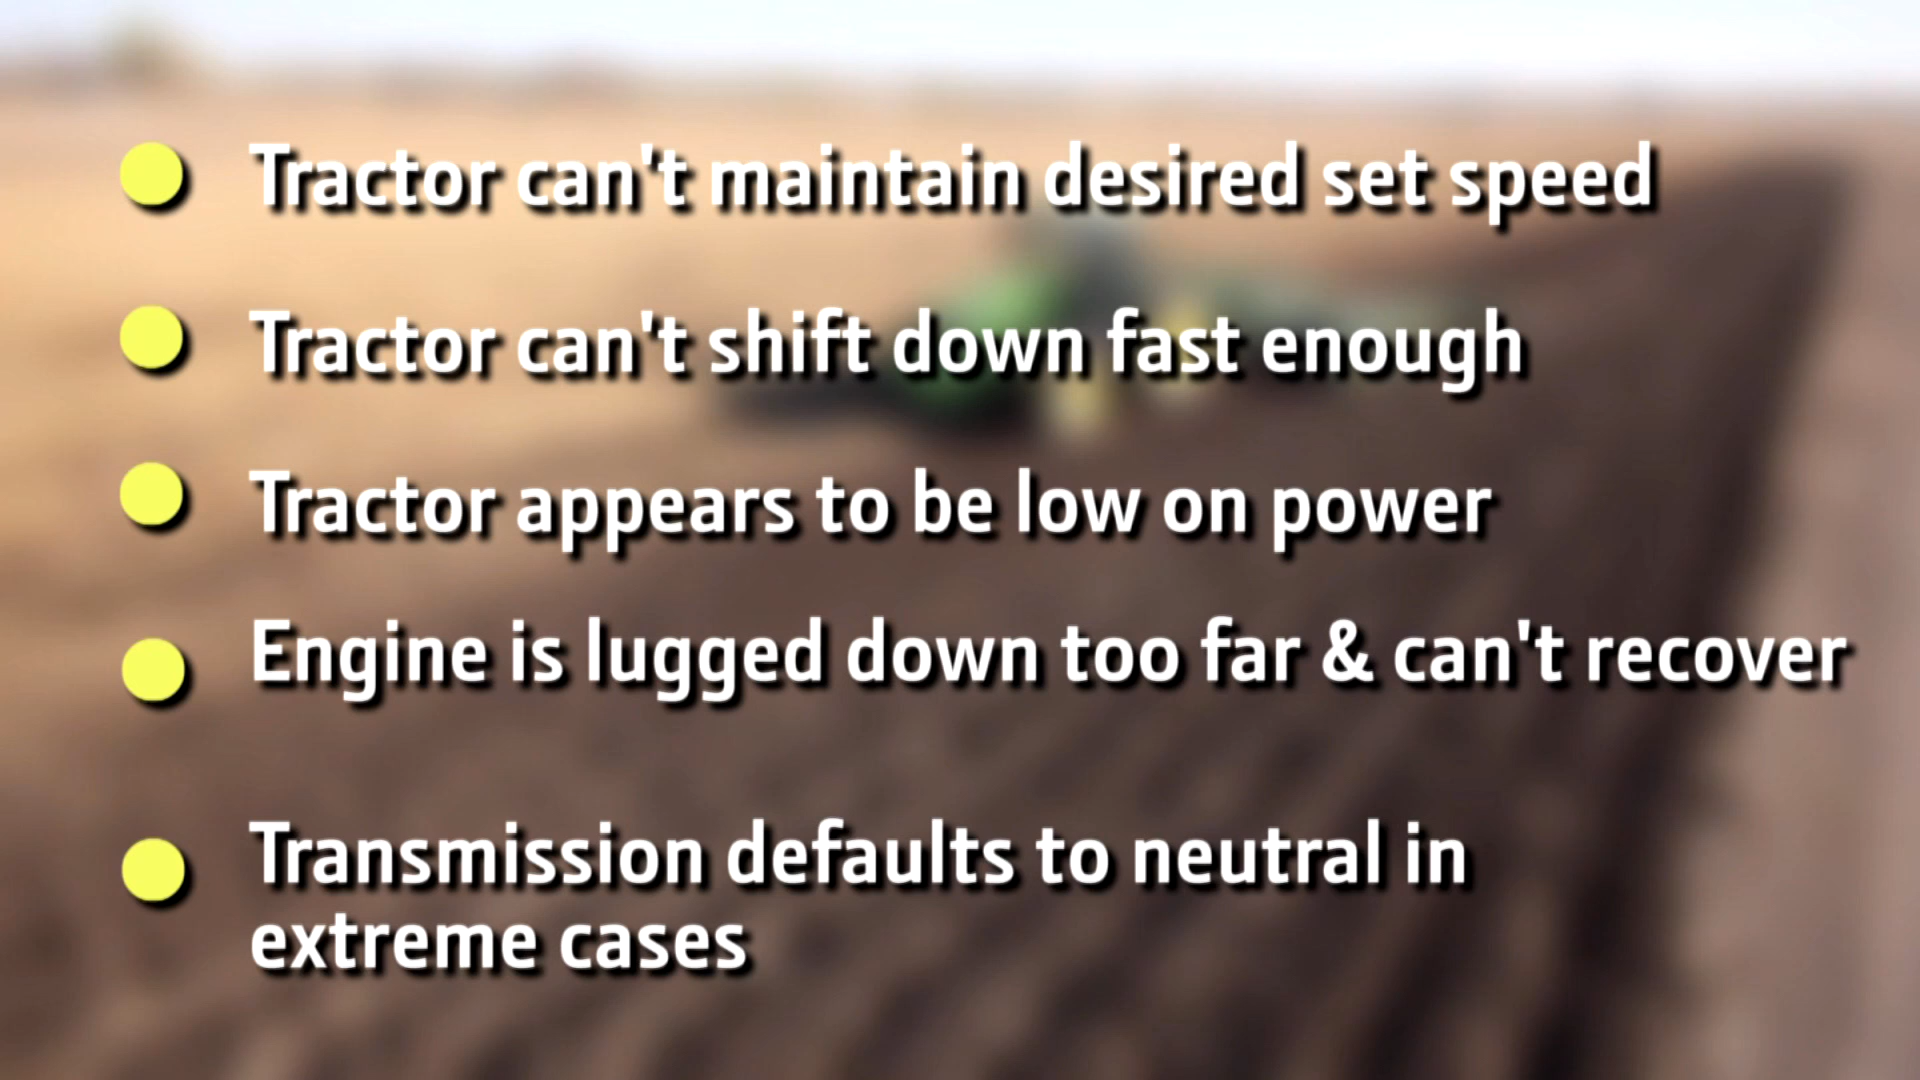 Tractor can't maintain desired set speed
Tractor can't shift down fast enough
Tractor appears to be low on power
Engine is lugged down too far & can't recover
Transmission defaults to neutral in
extreme cases